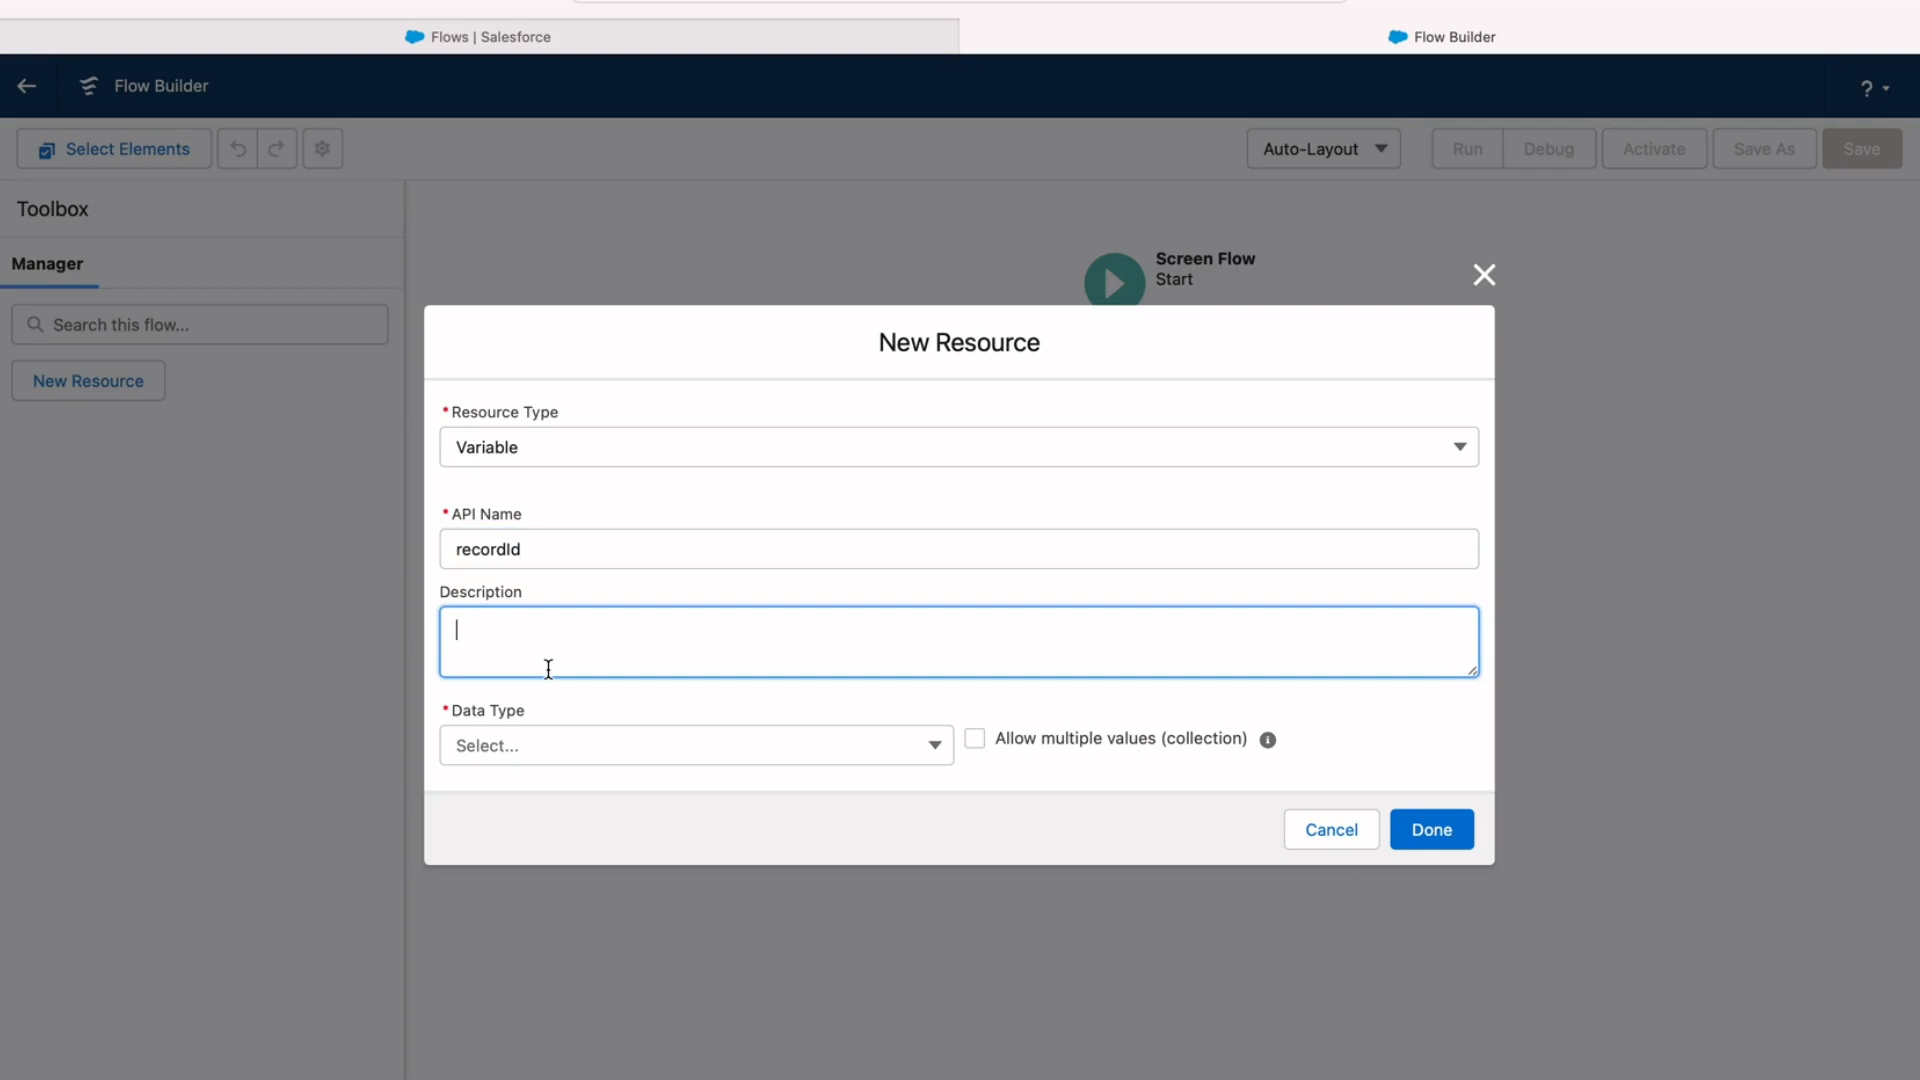 Flows | Salesforce
Flow Builder
Flow Builder
? 
Select Elements
Auto-Layout
Run
Debug
Activate
Save As
Save
Toolbox
Manager
Search this flow...
New Resource
Screen Flow
Start
New Resource
*Resource Type
Variable
*API Name
recordId
Description
*Data Type
Select...
Allow multiple values (collection)
Cancel
Done